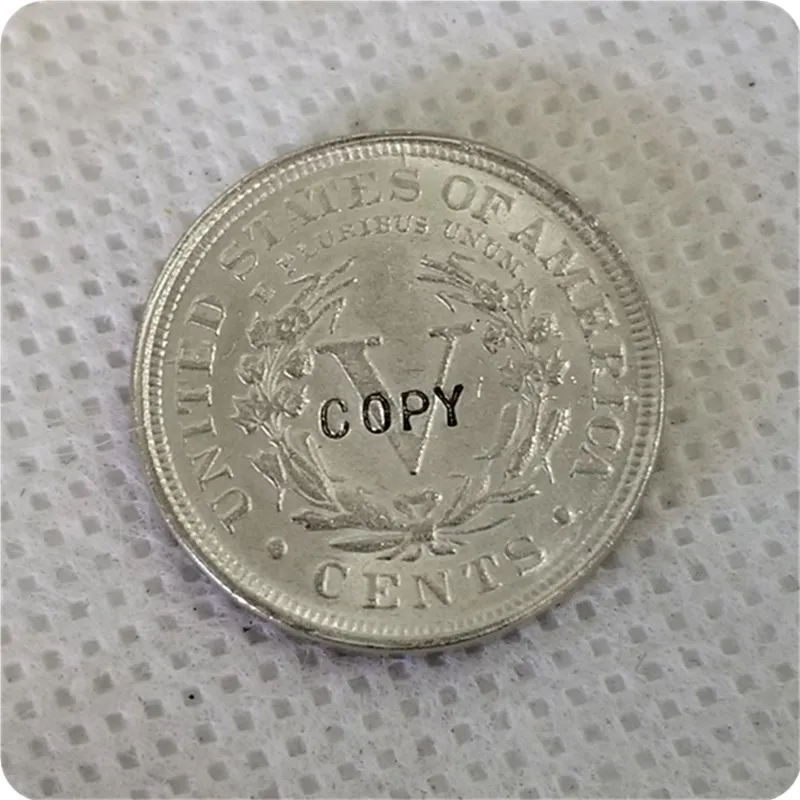 UNITED STATES OF AMERICA
E PLURIBUS UNUM
V
COPY
CENTS